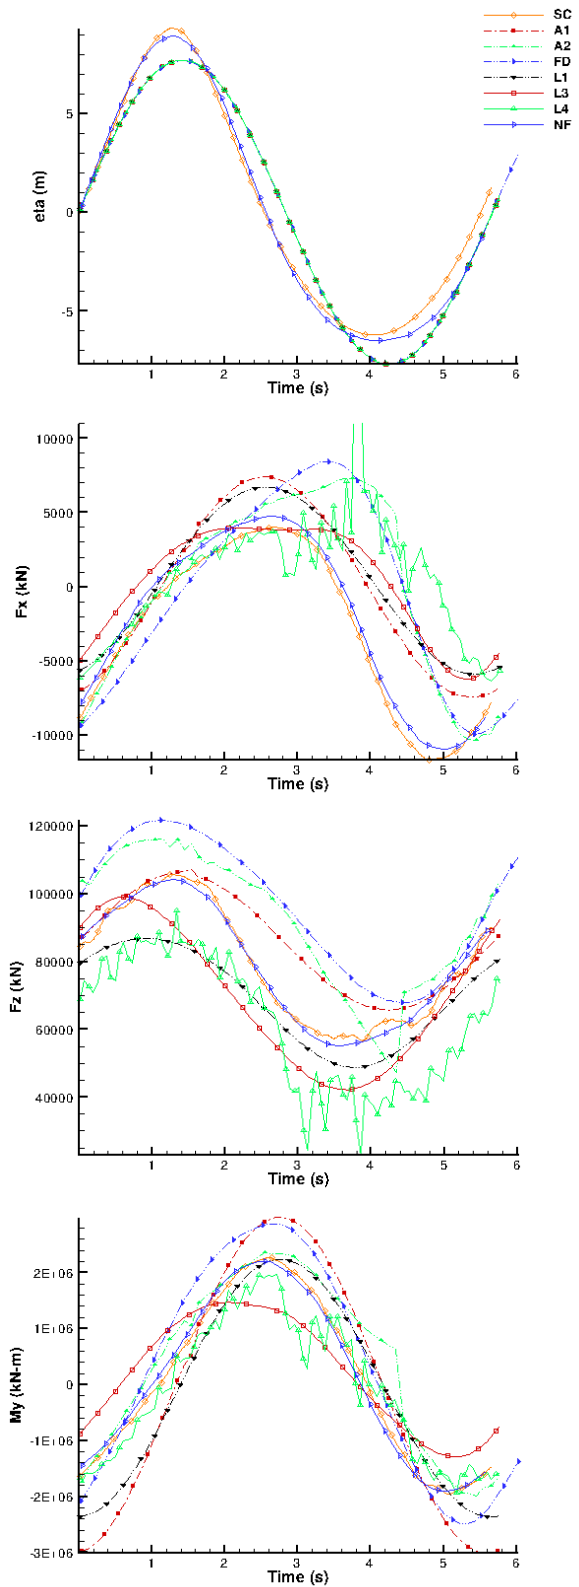 SC
A1
A2
FD
L1
L3
L4
NF
eta (m)
5
0
-5
1 2 3 4 5 6
Time (s)
Fx (kN)
10000
5000
0
-5000
-10000
1 2 3 4 5 6
Time (s)
Fz (kN)
120000
100000
80000
60000
40000
1 2 3 4 5 6
Time (s)
My (kN-m)
2E+06
1E+06
0
-1E+06
-2E+06
-3E+06
1 2 3 4 5 6
Time (s)